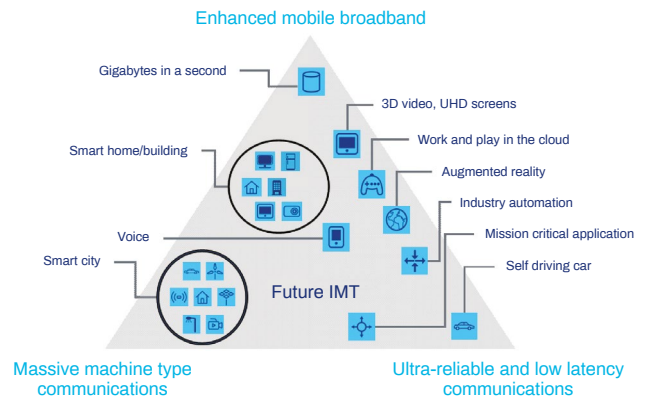 Enhanced mobile broadband
Gigabytes in a second
3D video, UHD screens
Work and play in the cloud
Smart home/building
Augmented reality
Industry automation
Mission critical application
Voice
Smart city
Self driving car
Future IMT
Massive machine type
communications
Ultra-reliable and low latency
communications